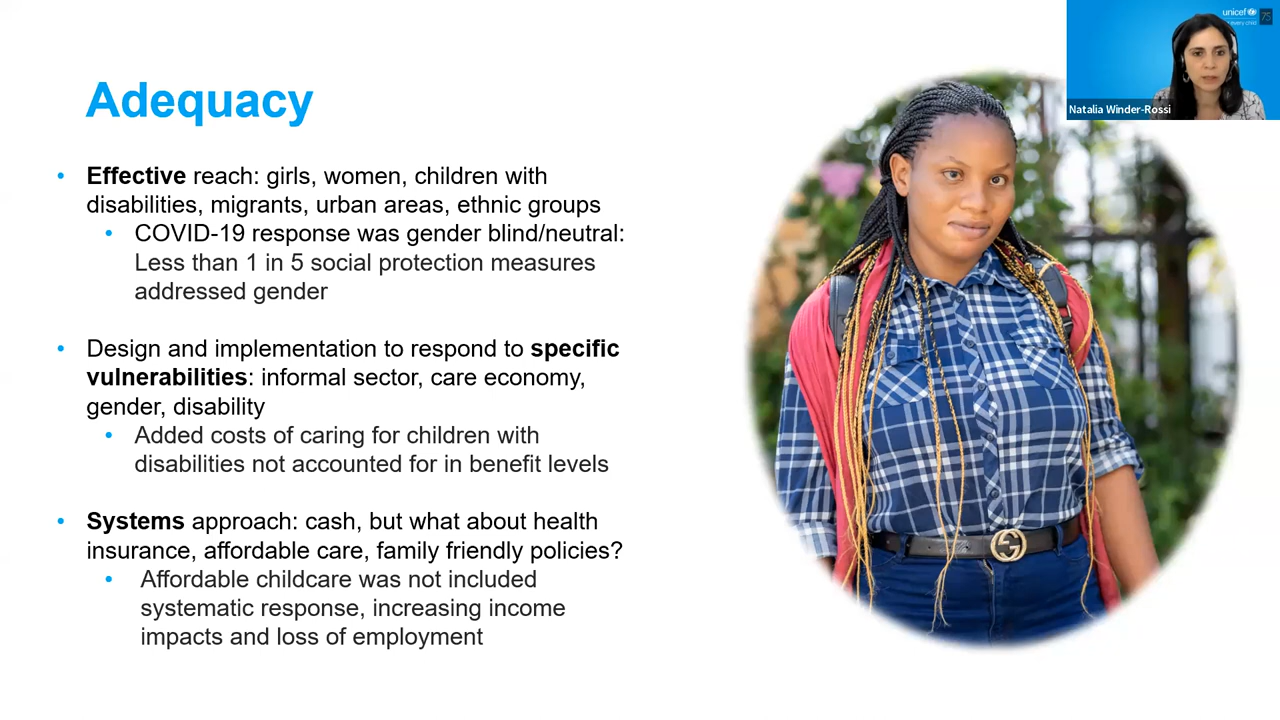 unicef
for every child
75
Natalia Winder-Rossi
Adequacy
• Effective reach: girls, women, children with
disabilities, migrants, urban areas, ethnic groups
• COVID-19 response was gender blind/neutral:
Less than 1 in 5 social protection measures
addressed gender
• Design and implementation to respond to specific
vulnerabilities: informal sector, care economy,
gender, disability
• Added costs of caring for children with
disabilities not accounted for in benefit levels
• Systems approach: cash, but what about health
insurance, affordable care, family friendly policies?
• Affordable childcare was not included
systematic response, increasing income
impacts and loss of employment